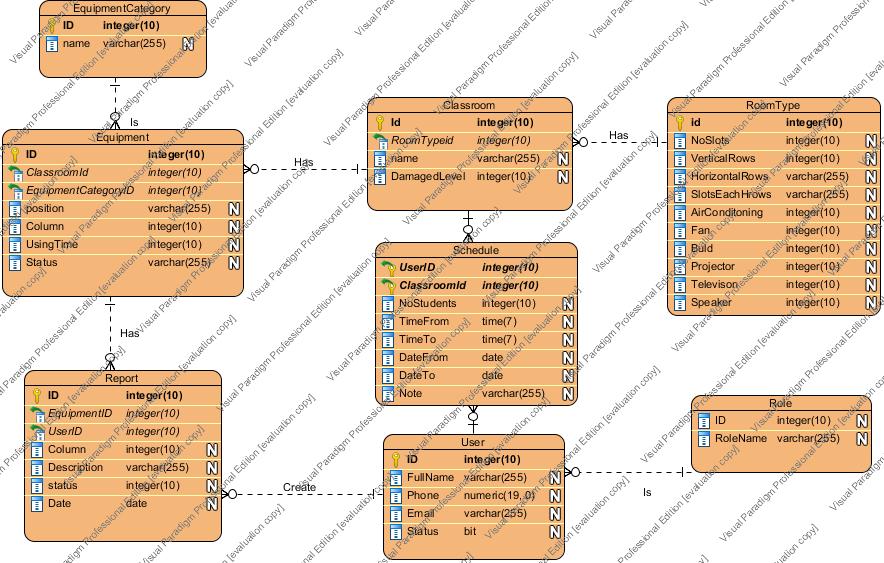 EquipmentCategory
ID integer(10)
name varchar(255) N
Is
Equipment
ID integer(10)
ClassroomId integer(10)
EquipmentCategoryID integer(10)
position varchar(255) N
Column integer(10) N
UsingTime integer(10) N
Status varchar(255) N
Has
Classroom
Id integer(10)
RoomTypeid integer(10)
name varchar(255) N
DamagedLevel integer(10) N
Has
RoomType
id integer(10)
NoSlots integer(10) N
VerticalRows integer(10) N
HorizontalRows varchar(255) N
SlotsEachHrows varchar(255) N
AirConditoning integer(10) N
Fan integer(10) N
Buld integer(10) N
Projector integer(10) N
Televison integer(10) N
Speaker integer(10) N
Schedule
UserID integer(10)
ClassroomId integer(10)
NoStudents integer(10) N
TimeFrom time(7) N
TimeTo time(7) N
DateFrom date N
DateTo date N
Note varchar(255) N
Has
Report
ID integer(10)
EquipmentID integer(10)
UserID integer(10)
Column integer(10) N
Description varchar(255) N
status integer(10) N
Date date N
Create
User
ID integer(10)
FullName varchar(255) N
Phone numeric(19, 0) N
Email varchar(255) N
Status bit N
Is
Role
ID integer(10) N
RoleName varchar(255) N
Visual Paradigm Professional Edition [evaluation copy]